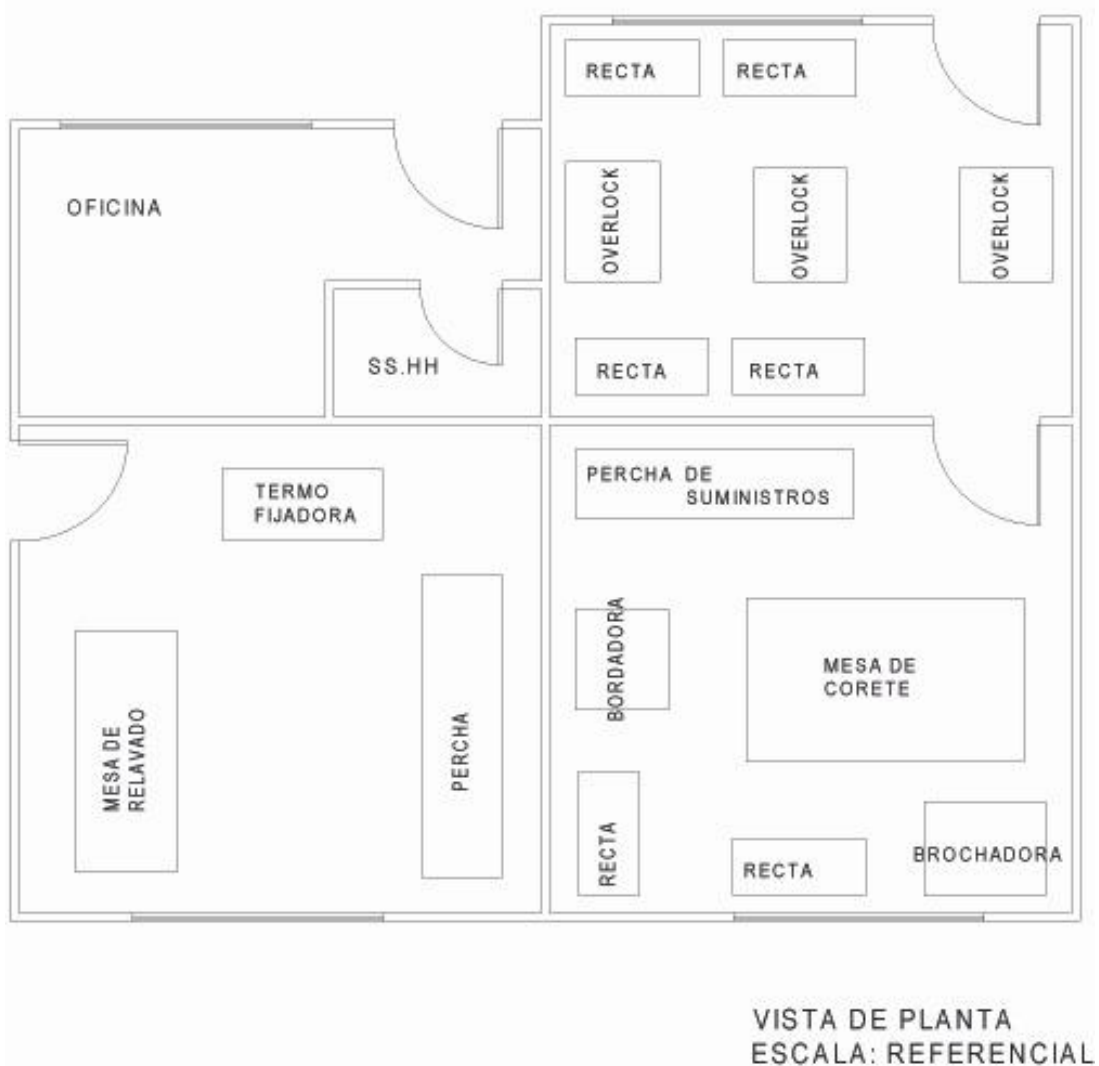 RECTA
RECTA
OFICINA
OVERLOCK
OVERLOCK
OVERLOCK
SS.HH
RECTA
RECTA
TERMO
FIJADORA
PERCHA DE
SUMINISTROS
BORDADORA
MESA DE
CORETE
MESA DE
RELAVADO
PERCHA
RECTA
RECTA
BROCHADORA
VISTA DE PLANTA
ESCALA: REFERENCIAL